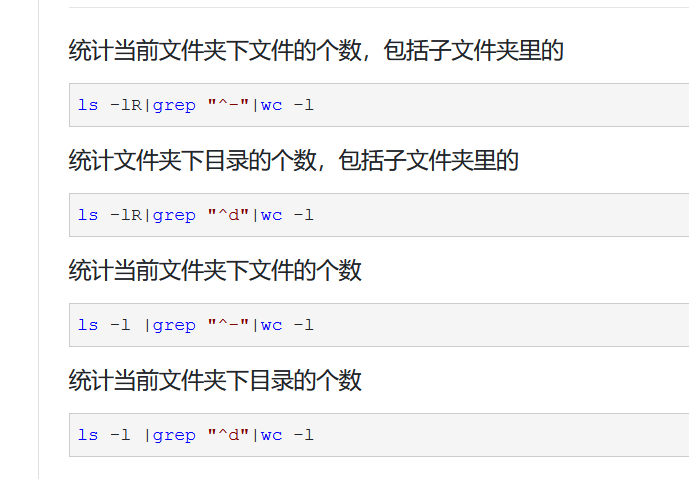 统计当前文件夹下文件的个数，包括子文件夹里的
ls -lR|grep "^-"|wc -l
统计文件夹下目录的个数，包括子文件夹里的
ls -lR|grep "^d"|wc -l
统计当前文件夹下文件的个数
ls -l |grep "^-"|wc -l
统计当前文件夹下目录的个数
ls -l |grep "^d"|wc -l